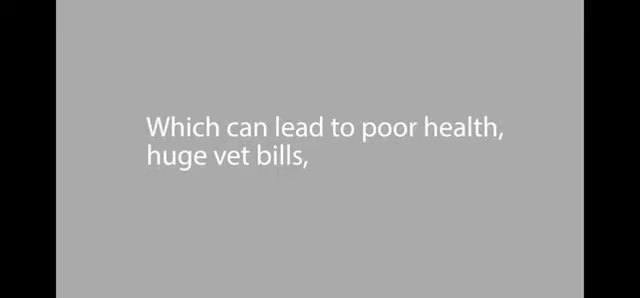 Which can lead to poor health,
huge vet bills,